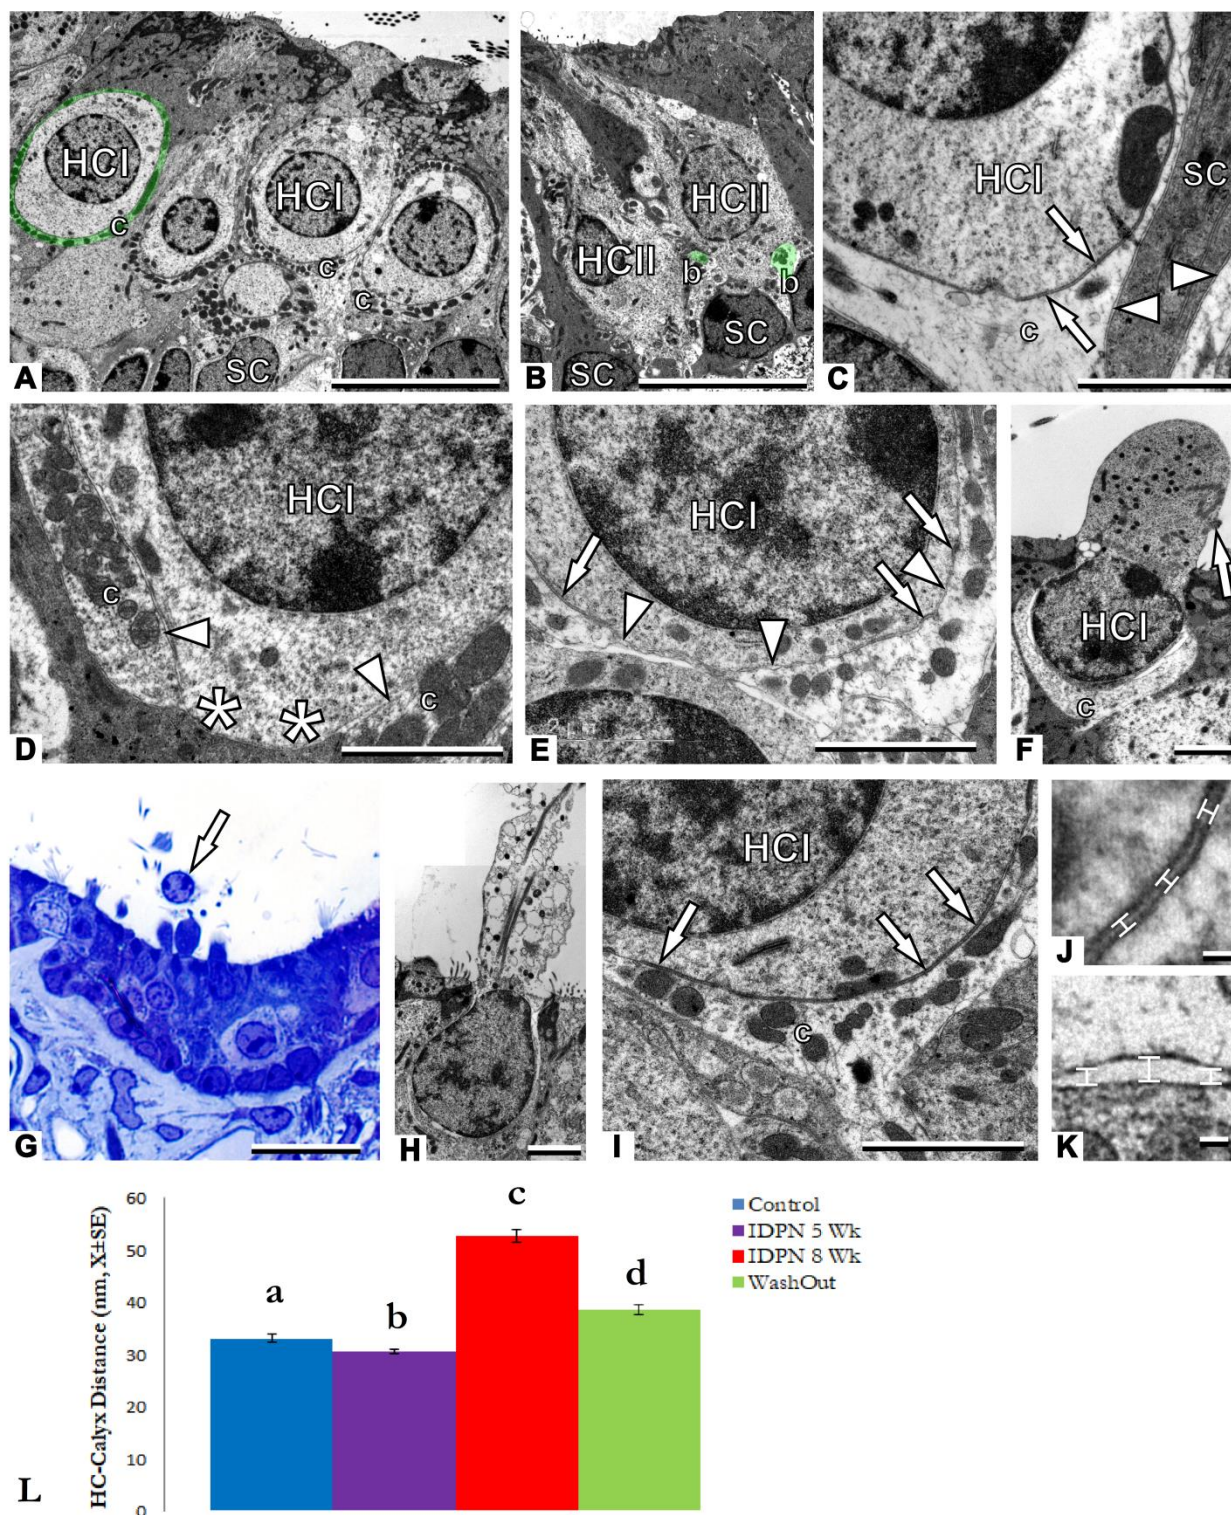 HCI
HCI
c
c
c
SC
A
HCII
HCII
b
b
SC
SC
B
HCI
SC
c
C
HCI
c
c
D
HCI
E
HCI
c
F
G
H
HCI
c
I
J
K
L
HC-Calyx Distance (nm, X±SE)
60
50
40
30
20
10
0
a
b
c
d
Control
IDPN 5 Wk
IDPN 8 Wk
WashOut